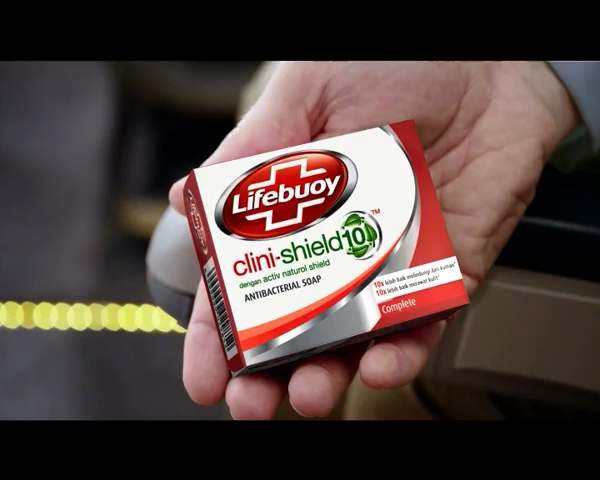 Lifebuoy
clini-shield10 ™
dengan activ naturol shield
ANTIBACTERIAL SOAP
10x lebih baik melindungi dari kuman*
10x lebih baik merawat kulit*
Complete